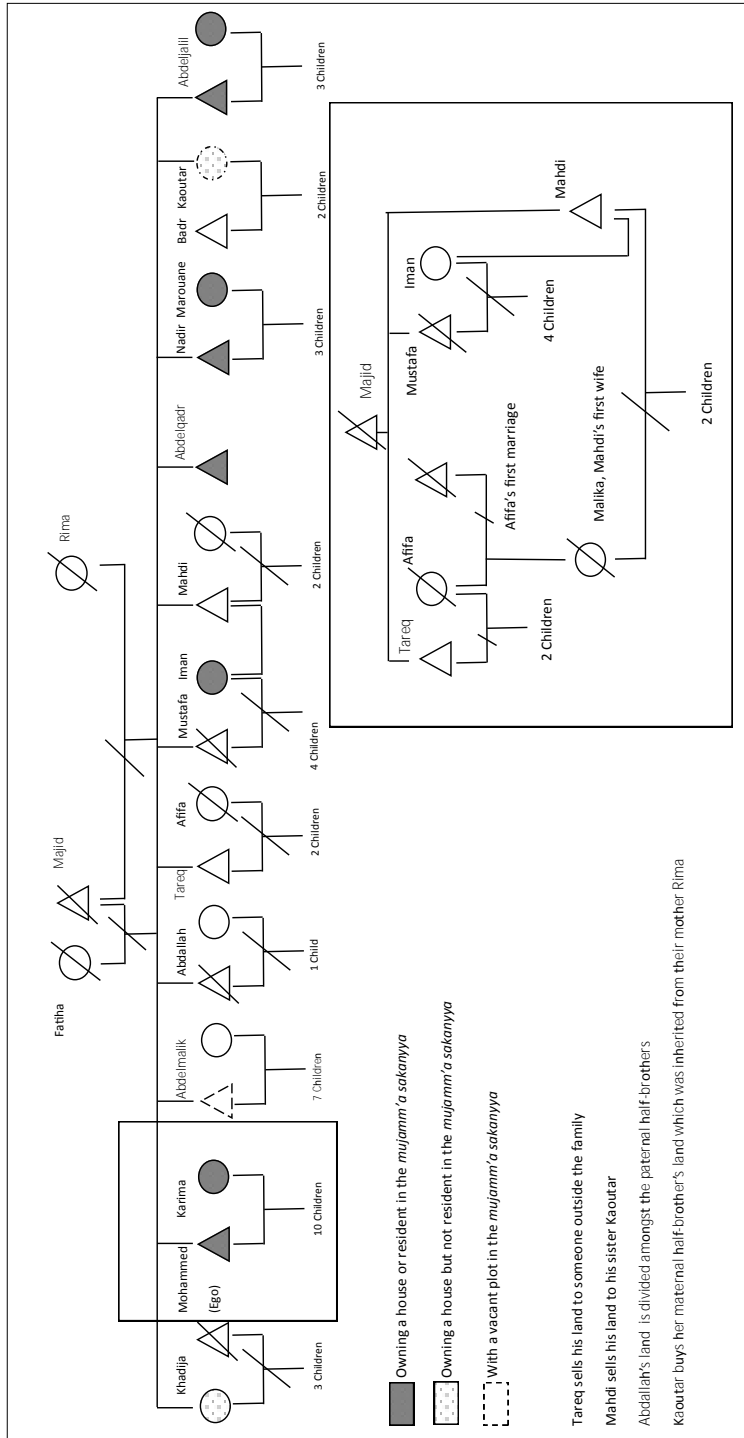 Fatiha
Majid
Rima
Khadija
Mohammed
(Ego)
Karima
Abdelmalik
Abdallah
Tareq
Afifa
Mustafa
Iman
Mahdi
Abdelqadr
Nadir Marouane
Badr Kaoutar
Abdeljalil
3 Children
10 Children
7 Children
1 Child
2 Children
4 Children
2 Children
3 Children
2 Children
3 Children
Owning a house or resident in the mujamm'a sakanyya
Owning a house but not resident in the mujamm'a sakanyya
With a vacant plot in the mujamm'a sakanyya
Tareq sells his land to someone outside the family
Mahdi sells his land to his sister Kaoutar
Abdallah's land is divided amongst the paternal half-brothers
Kaoutar buys her maternal half-brother's land which was inherited from their mother Rima
Majid
Tareq
Afifa
Mustafa
Iman
Mahdi
Afifa's first marriage
2 Children
4 Children
Malika, Mahdi's first wife
2 Children